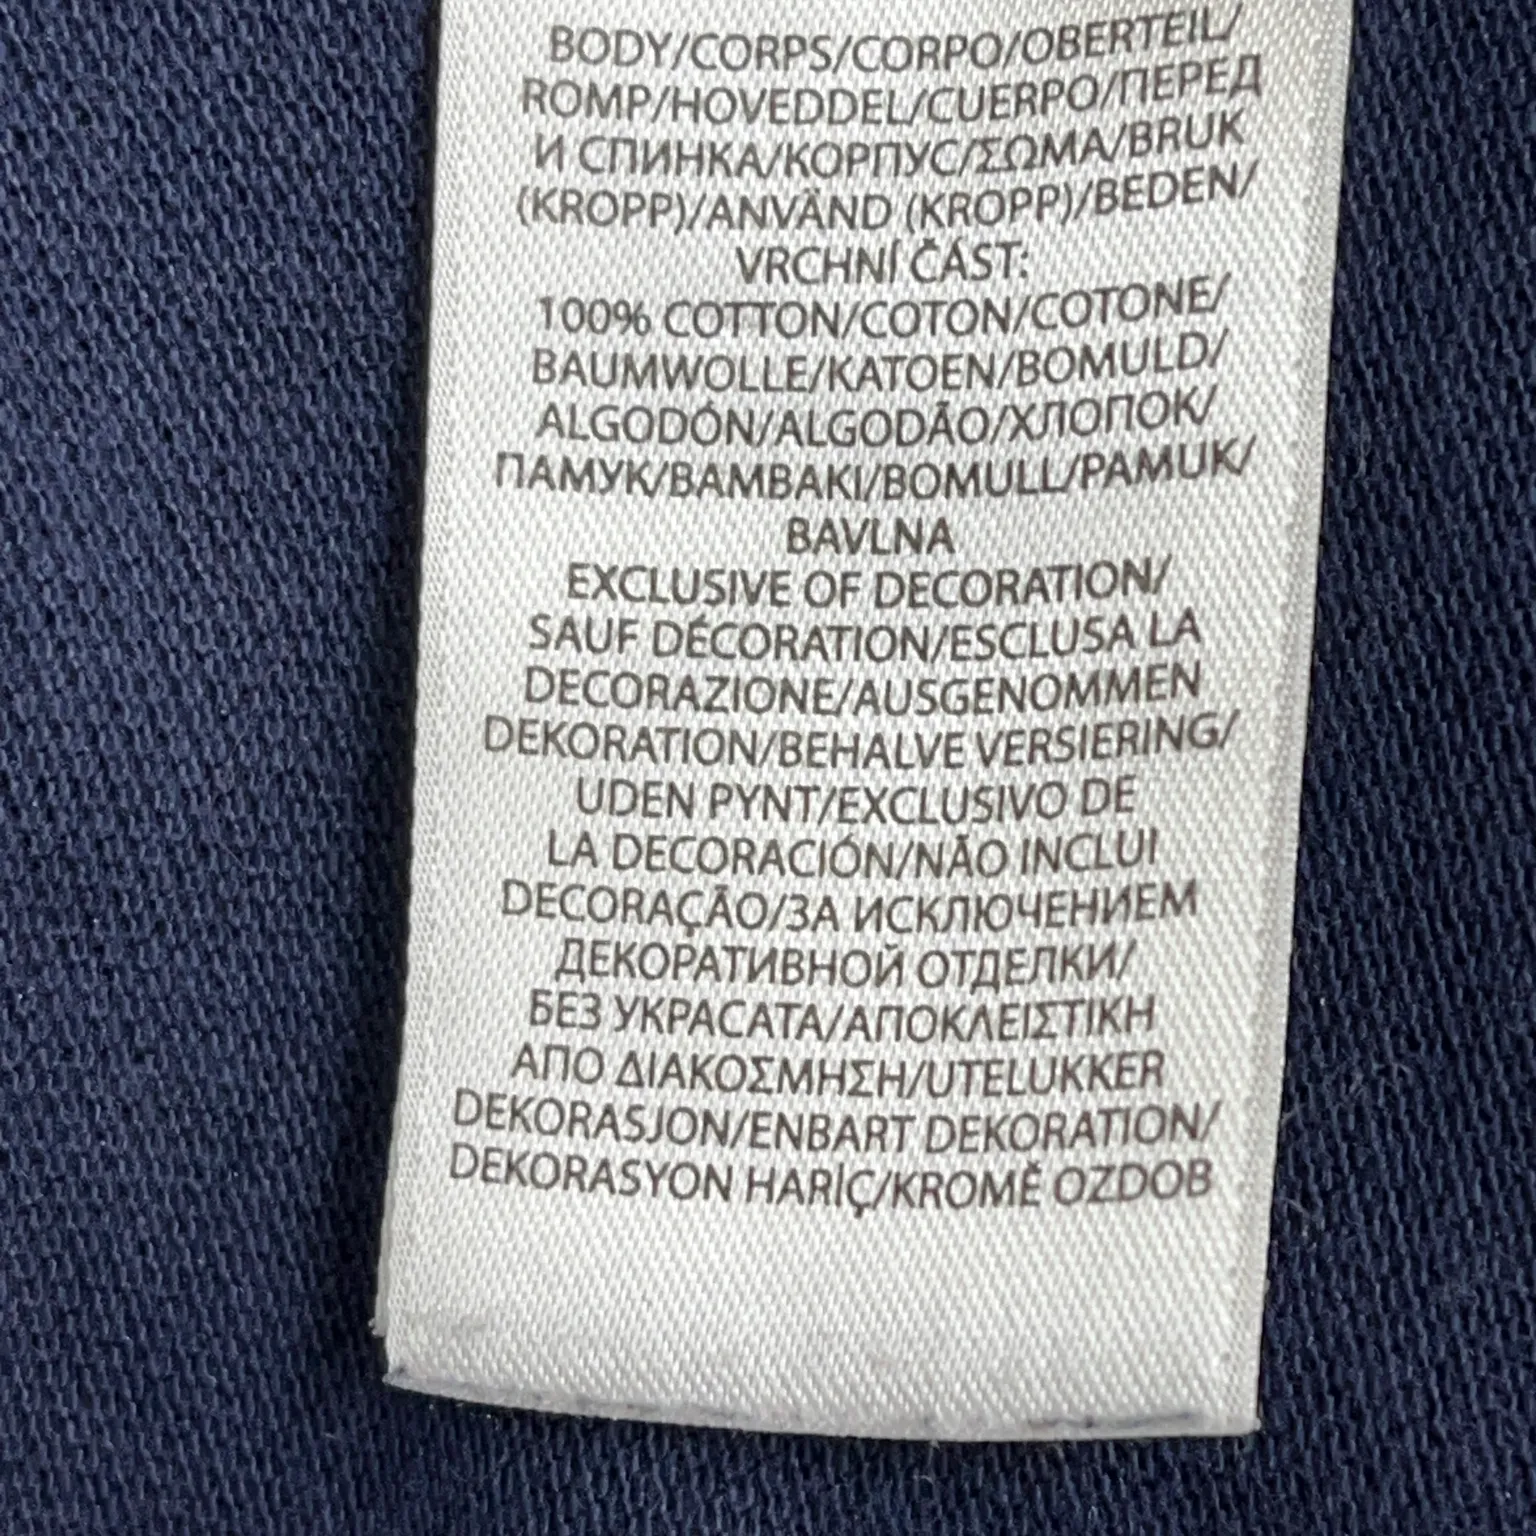 BODY/CORPS/CORPO/OBERTEIL/
ROMP/HOVEDDEL/CUERPO/ПЕРЕД
И СПИНКА/КОРПУС/ΣΩΜΑ/BRUK
(KROPP)/ANVÄND (KROPP)/BEDEN/
VRCHNÍ ČÁST:
100% COTTON/COTON/COTONE/
BAUMWOLLE/KATOEN/BOMULD/
ALGODÓN/ALGODÃO/ХЛОПОК/
ПАМУК/ΒΑΜΒΑΚΙ/BOMULL/PAMUK/
BAVLNA
EXCLUSIVE OF DECORATION/
SAUF DÉCORATION/ESCLUSA LA
DECORAZIONE/AUSGENOMMEN
DEKORATION/BEHALVE VERSIERING/
UDEN PYNT/EXCLUSIVO DE
LA DECORACIÓN/NÃO INCLUI
DECORAÇÃO/ЗА ИСКЛЮЧЕНИЕМ
ДЕКОРАТИВНОЙ ОТДЕЛКИ/
БЕЗ УКРАСАТА/ΑΠΟΚΛΕΙΣΤΙΚΗ
ΑΠΟ ΔΙΑΚΟΣΜΗΣΗ/UTELUKKER
DEKORASJON/ENBART DEKORATION/
DEKORASYON HARİÇ/KROMĚ OZDOB